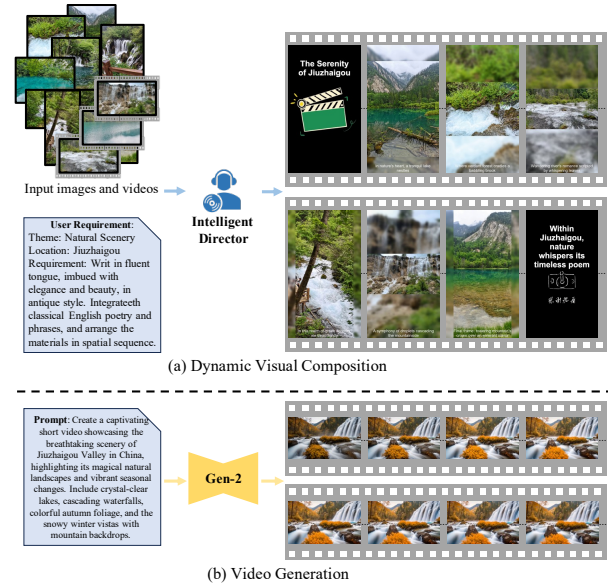 The Serenity
of Jiuzhaigou
Input images and videos
Intelligent
Director
User Requirement:
Theme: Natural Scenery
Location: Jiuzhaigou
Requirement: Writ in fluent
tongue, imbued with
elegance and beauty, in
antique style. Integrateeth
classical English poetry and
phrases, and arrange the
materials in spatial sequence.
Within
Jiuzhaigou,
nature
whispers its
timeless poem
(a) Dynamic Visual Composition
Prompt: Create a captivating
short video showcasing the
breathtaking scenery of
Jiuzhaigou Valley in China,
highlighting its magical natural
landscapes and vibrant seasonal
changes. Include crystal-clear
lakes, cascading waterfalls,
colorful autumn foliage, and the
snowy winter vistas with
mountain backdrops.
Gen-2
(b) Video Generation